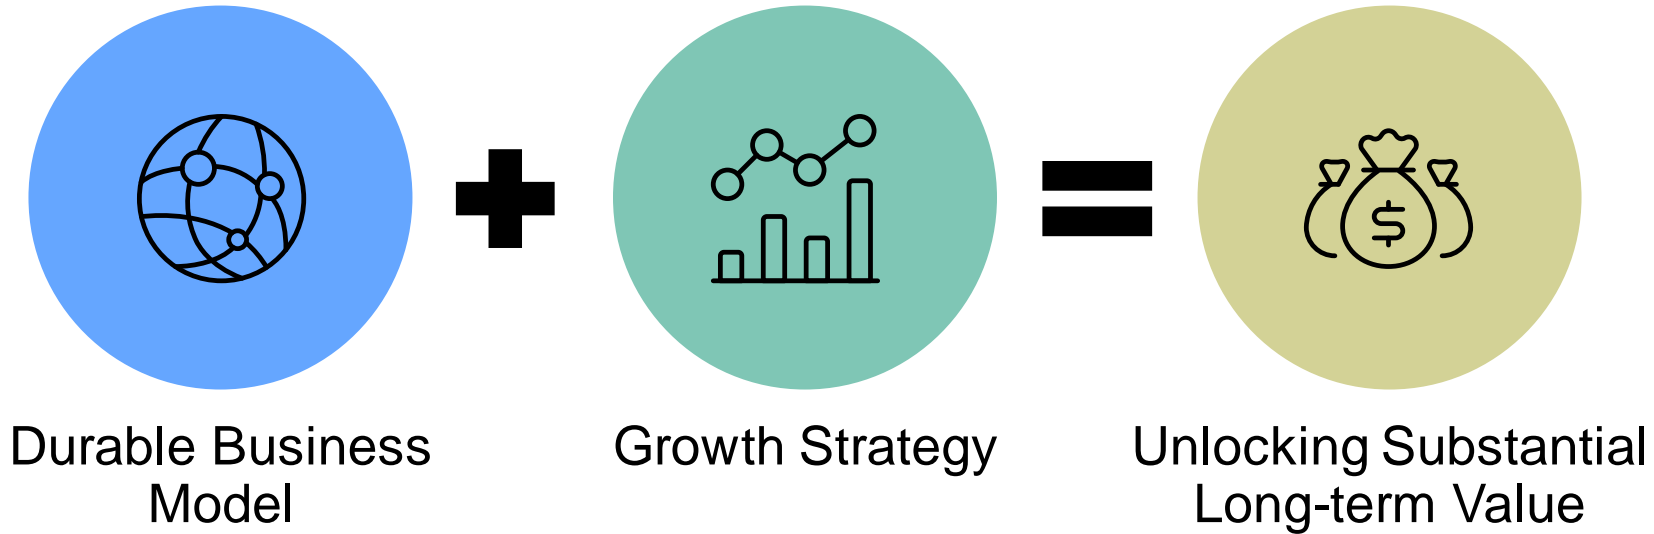 Durable Business
Model
Growth Strategy
$
Unlocking Substantial
Long-term Value